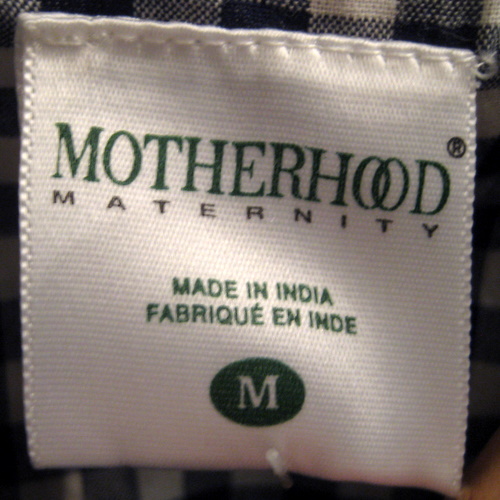 MOTHERHOOD®
MATERNITY
MADE IN INDIA
FABRIQUÉ EN INDE
M